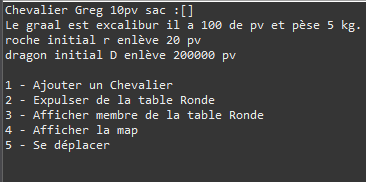 Chevalier Greg 10pv sac :[]
Le graal est excalibur il a 100 de pv et pèse 5 kg.
roche initial r enlève 20 pv
dragon initial D enlève 200000 pv
1 - Ajouter un Chevalier
2 - Expulser de la table Ronde
3 - Afficher membre de la table Ronde
4 - Afficher la map
5 - Se déplacer